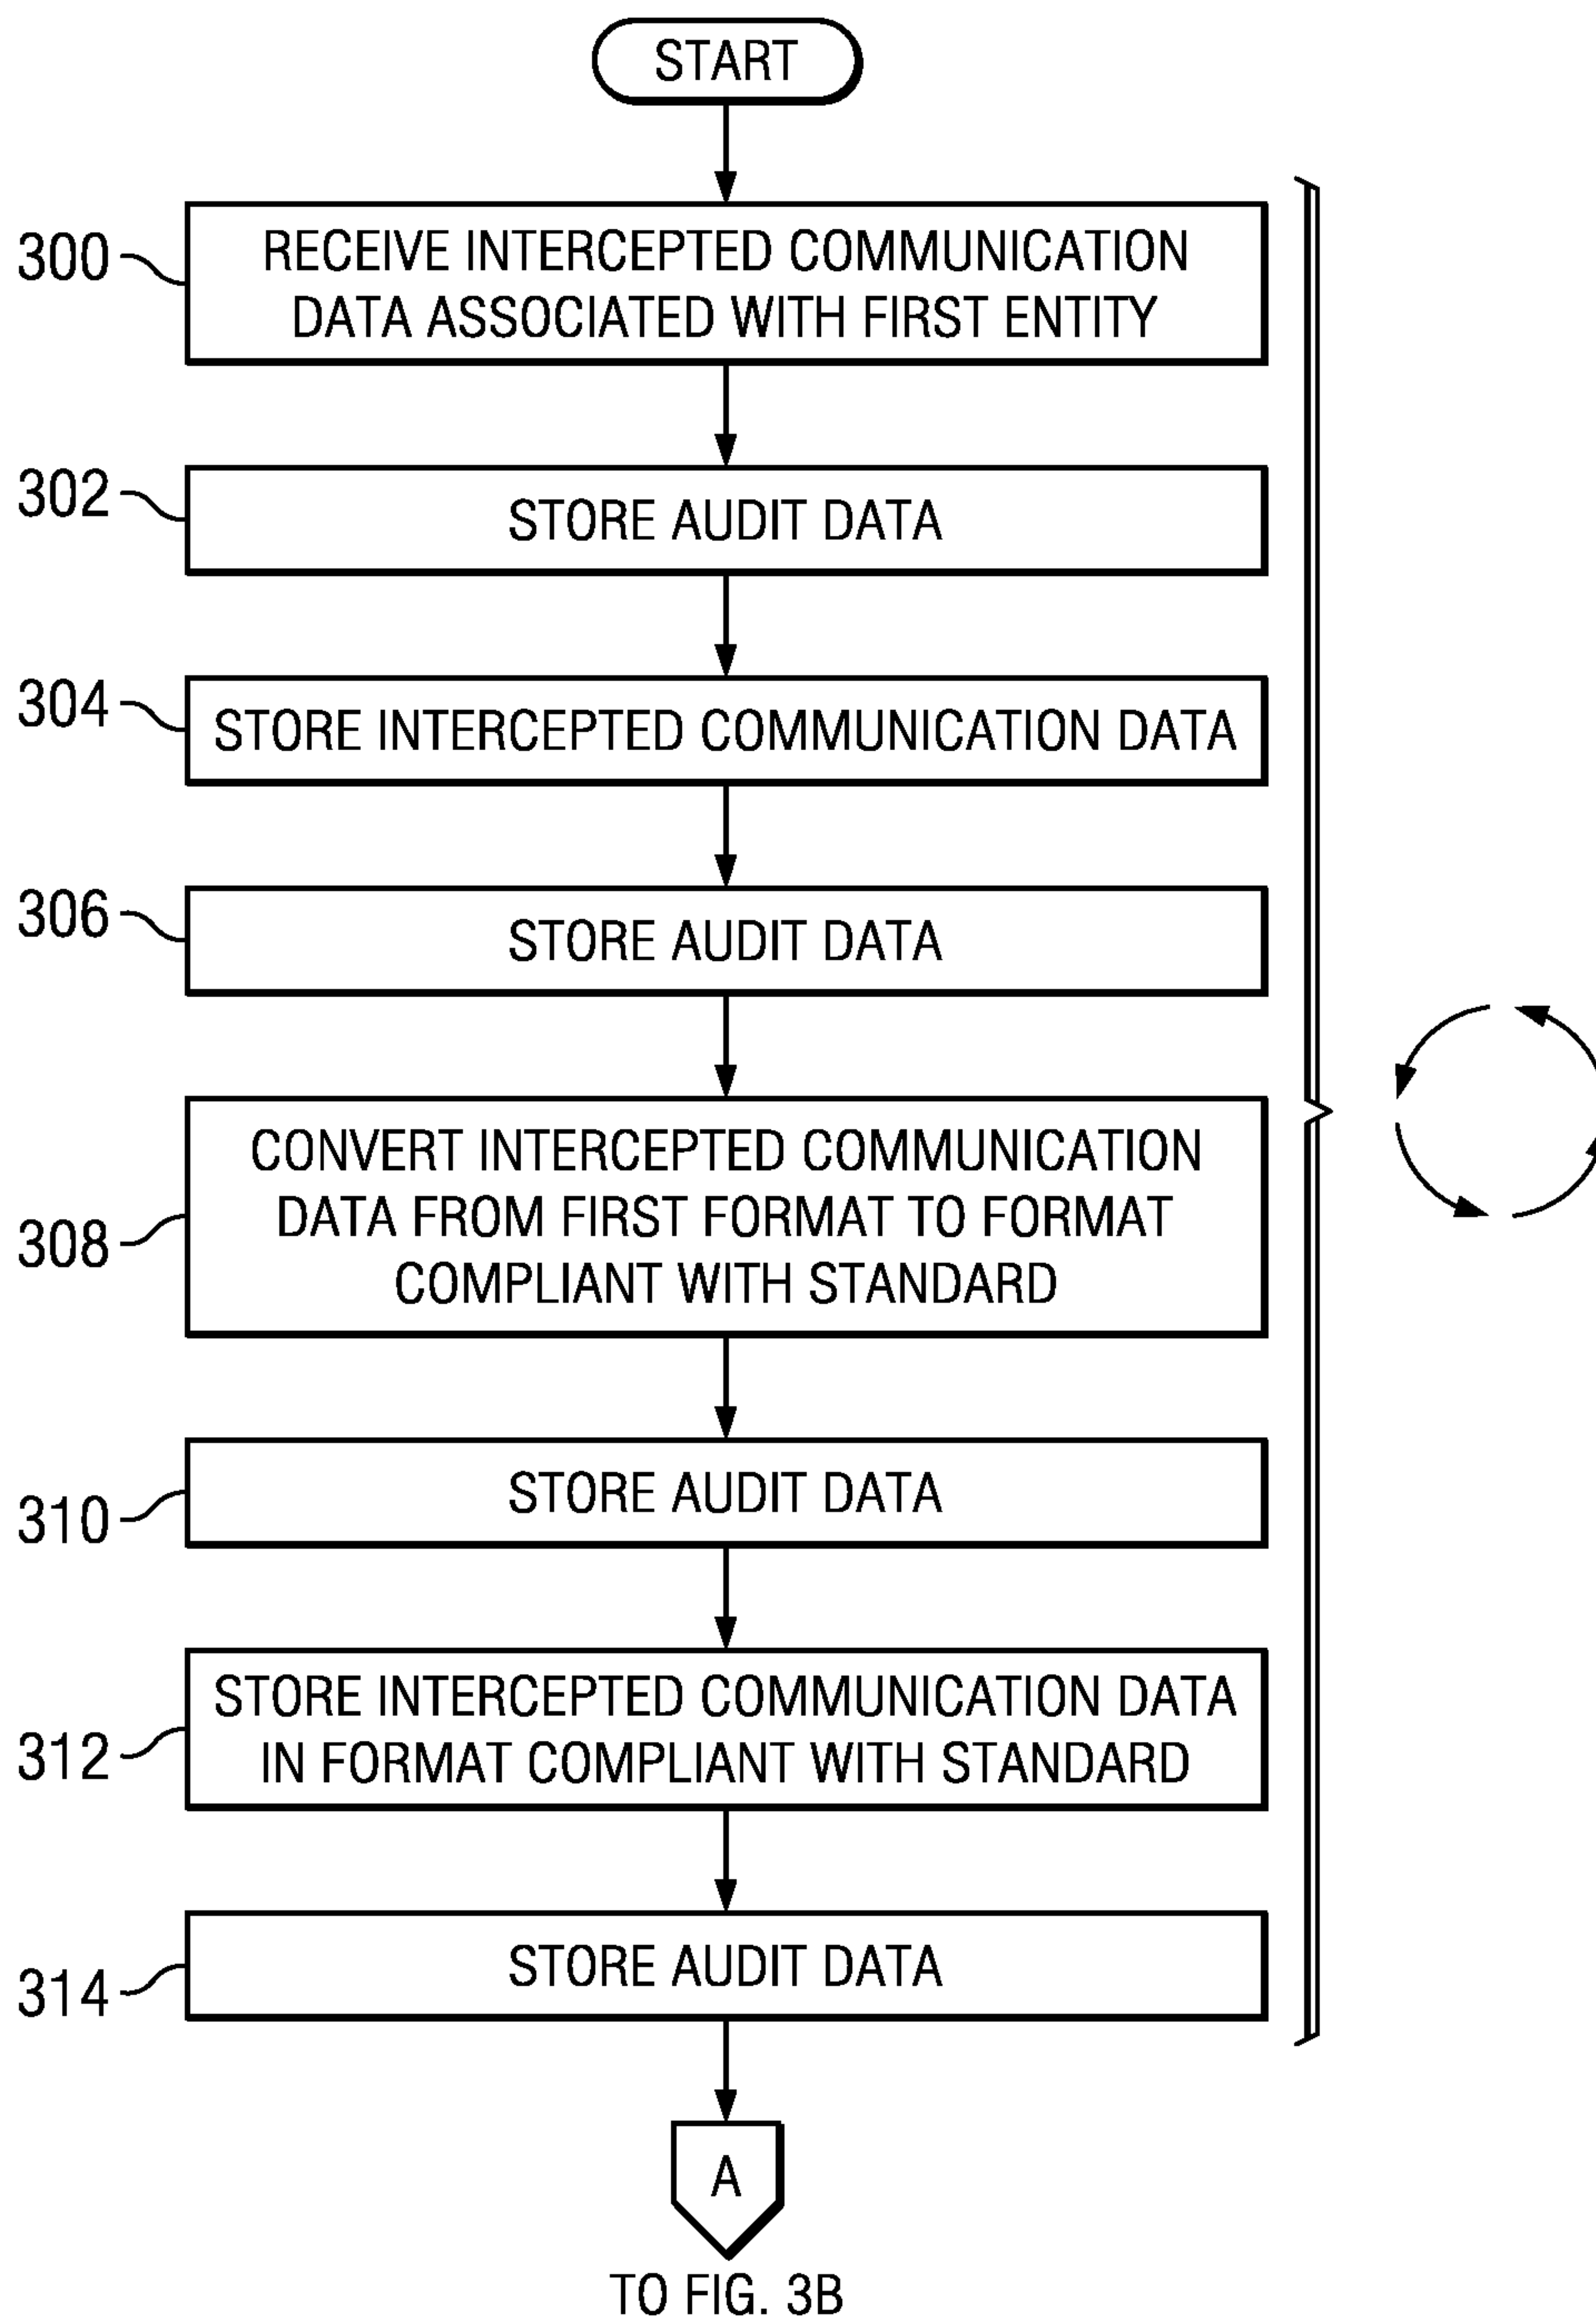 START
300
RECEIVE INTERCEPTED COMMUNICATION
DATA ASSOCIATED WITH FIRST ENTITY
302
STORE AUDIT DATA
304
STORE INTERCEPTED COMMUNICATION DATA
306
STORE AUDIT DATA
308
CONVERT INTERCEPTED COMMUNICATION
DATA FROM FIRST FORMAT TO FORMAT
COMPLIANT WITH STANDARD
310
STORE AUDIT DATA
312
STORE INTERCEPTED COMMUNICATION DATA
IN FORMAT COMPLIANT WITH STANDARD
314
STORE AUDIT DATA
A
TO FIG. 3B